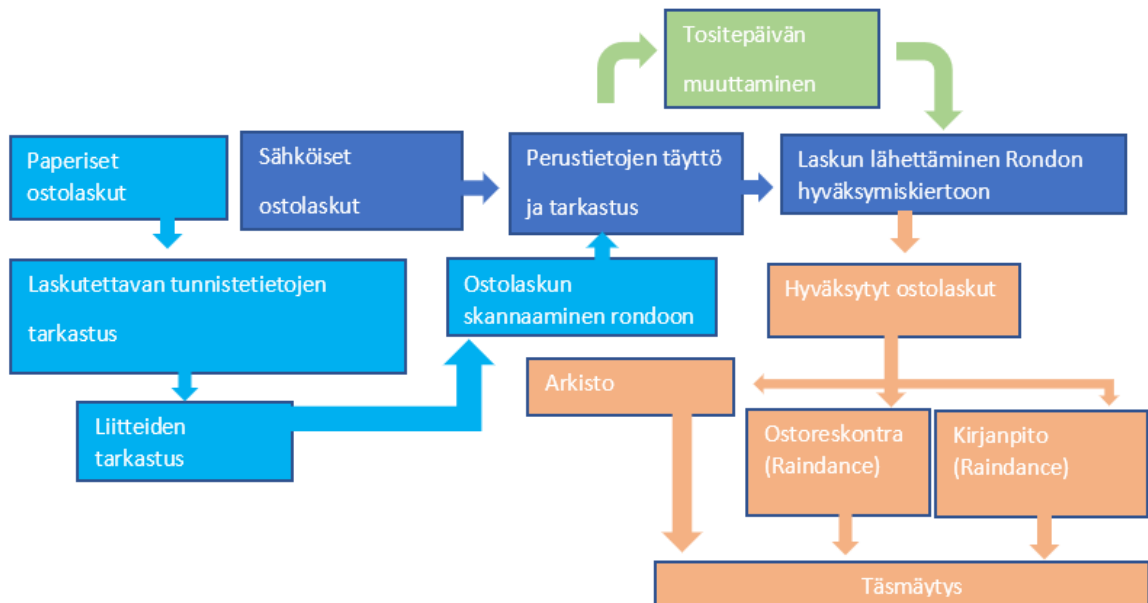 Tositepäivän
muuttaminen
Paperiset
ostolaskut
Sähköiset
ostolaskut
Perustietojen täyttö
ja tarkastus
Laskun lähettäminen Rondon
hyväksymiskiertoon
Laskutettavan tunnistetietojen
tarkastus
Ostolaskun
skannaaminen rondoon
Hyväksytyt ostolaskut
Liitteiden
tarkastus
Arkisto
Ostoreskontra
(Raindance)
Kirjanpito
(Raindance)
Täsmäytys